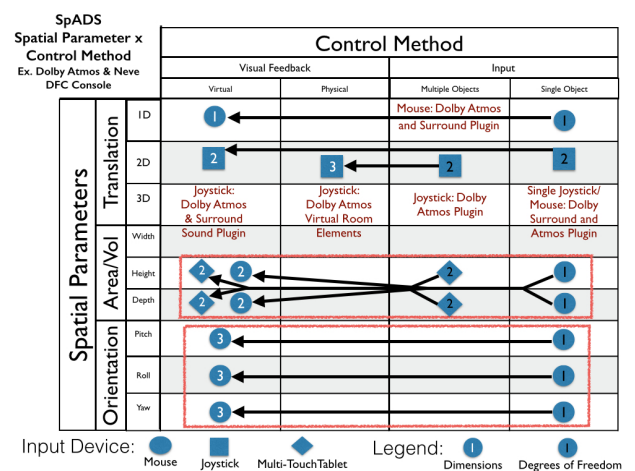 SpADS
Spatial Parameter x
Control Method
Ex. Dolby Atmos & Neve
DFC Console
Control Method
Visual Feedback
Input
Virtual
Physical
Multiple Objects
Single Object
Spatial Parameters
Translation
1D
1
Mouse: Dolby Atmos
and Surround Plugin
1
2D
2
3
2
2
3D
Joystick:
Dolby Atmos
& Surround
Sound Plugin
Joystick:
Dolby Atmos
Virtual Room
Elements
Joystick: Dolby
Atmos Plugin
Single Joystick/
Mouse: Dolby
Surround and
Atmos Plugin
Area/Vol
Width
Height
2
2
2
1
Depth
2
2
2
1
Orientation
Pitch
3
1
Roll
3
1
Yaw
3
1
Input Device:
Mouse
Joystick
Multi-TouchTablet
Legend:
1
Dimensions
1
Degrees of Freedom